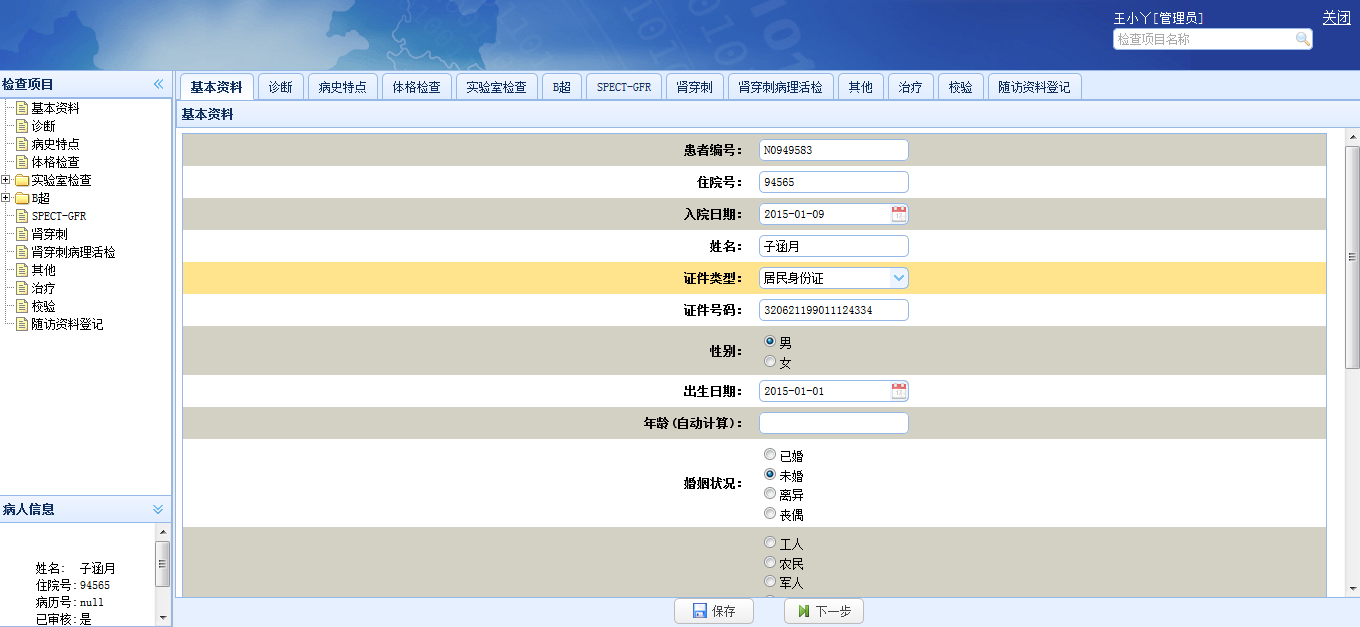 王小丫[管理员]
关闭
检查项目名称
检查项目
基本资料
诊断
病史特点
体格检查
实验室检查
B超
SPECT-GFR
肾穿刺
肾穿刺病理活检
其他
治疗
校验
随访资料登记
病人信息
姓名: 子涵月
住院号:94565
病历号:null
已审核:是
基本资料 诊断 病史特点 体格检查 实验室检查 B超 SPECT-GFR 肾穿刺 肾穿刺病理活检 其他 治疗 校验 随访资料登记
基本资料
患者编号: N0949583
住院号: 94565
入院日期: 2015-01-09
姓名: 子涵月
证件类型: 居民身份证
证件号码: 320621199011124334
性别:
男
女
出生日期: 2015-01-01
年龄(自动计算):
婚姻状况:
已婚
未婚
离异
丧偶
工人
农民
军人
保存 下一步